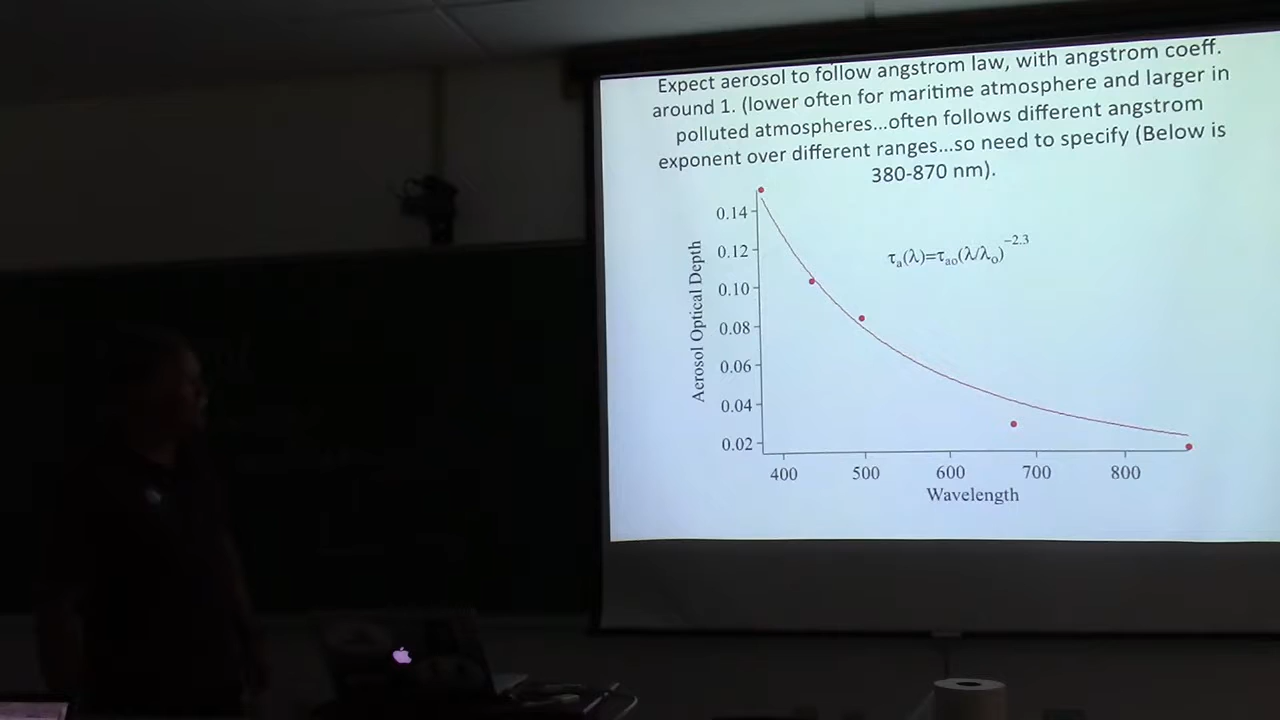 Expect aerosol to follow angstrom law, with angstrom coeff.
around 1. (lower often for maritime atmosphere and larger in
polluted atmospheres...often follows different angstrom
exponent over different ranges...so need to specify (Below is
380-870 nm).
0.14
0.12
0.10
0.08
0.06
0.04
0.02
Aerosol Optical Depth
τₐ(λ)=τₐₒ(λ/λₒ)⁻²·³
400 500 600 700 800
Wavelength